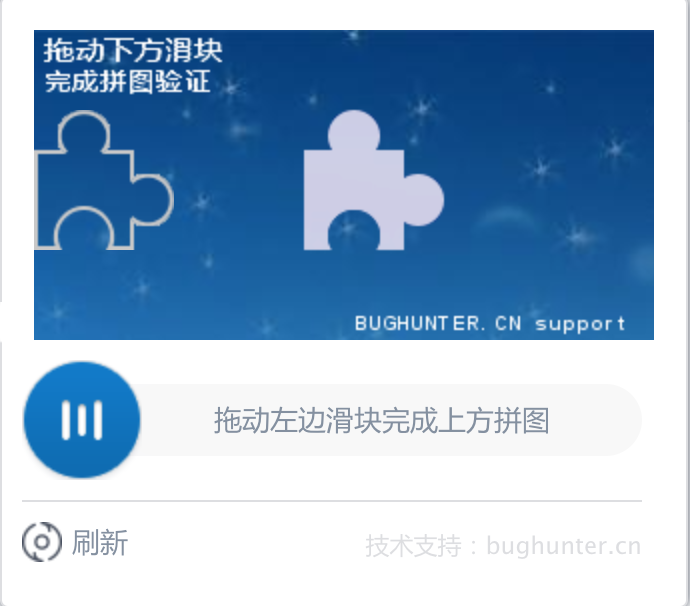 拖动下方滑块
完成拼图验证
BUGHUNTER.CN support
拖动左边滑块完成上方拼图
刷新
技术支持：bughunter.cn